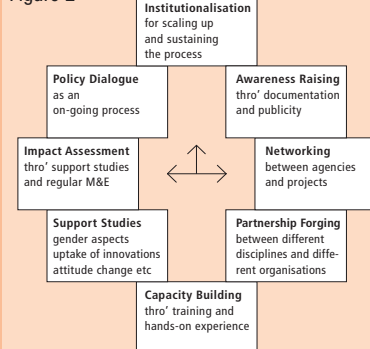 Institutionalisation
for scaling up
and sustaining
the process
Policy Dialogue
as an
on-going process
Awareness Raising
thro' documentation
and publicity
Impact Assessment
thro' support studies
and regular M&E
Networking
between agencies
and projects
Support Studies
gender aspects
uptake of innovations
attitude change etc
Partnership Forging
between different
disciplines and diffe-
rent organisations
Capacity Building
thro' training and
hands-on experience